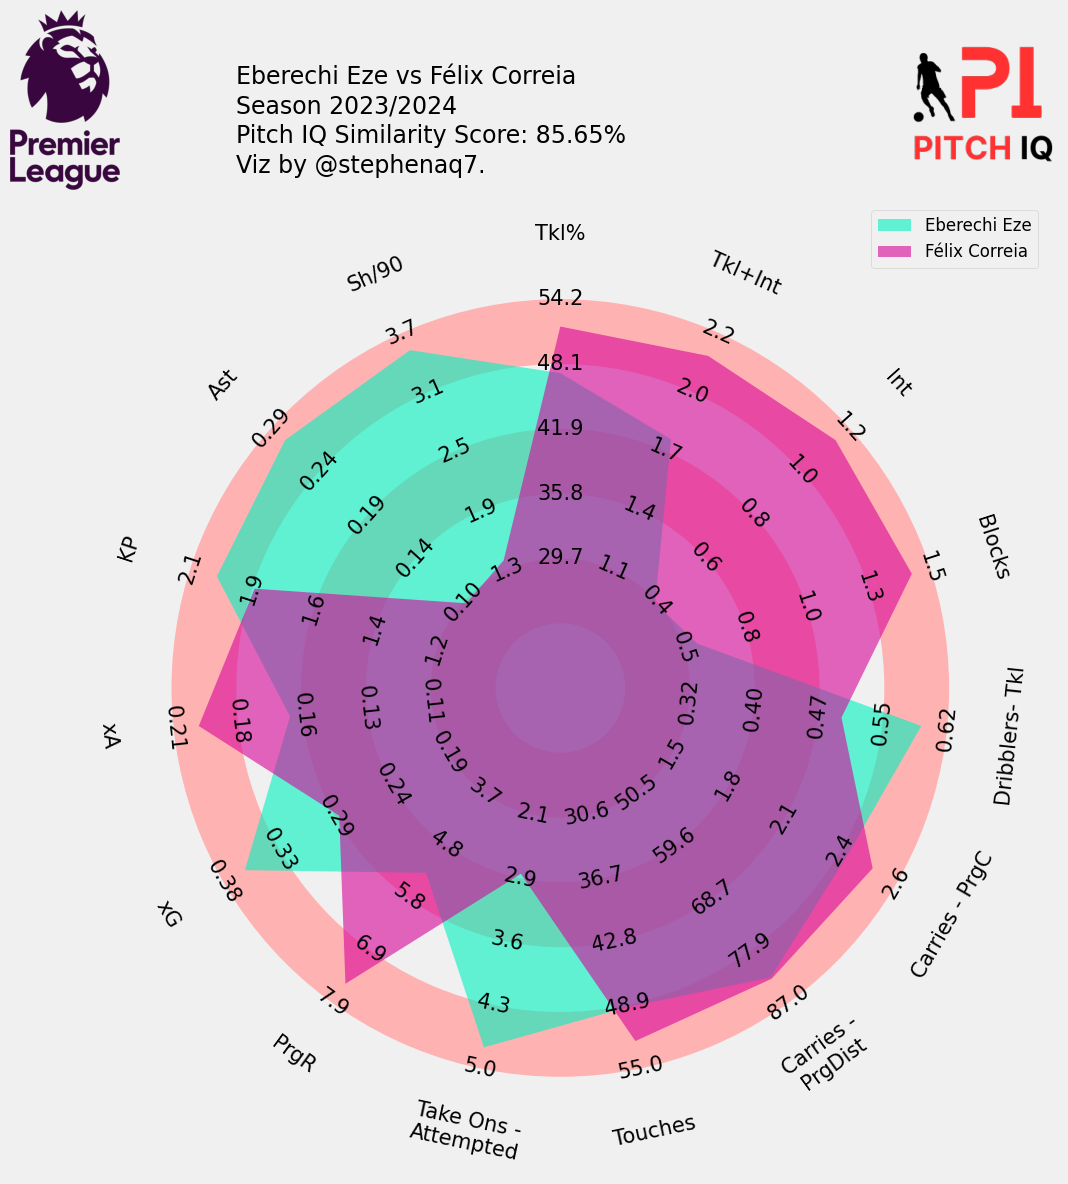 Premier
League
Eberechi Eze vs Félix Correia
Season 2023/2024
Pitch IQ Similarity Score: 85.65%
Viz by @stephenaq7.
PI
PITCH IQ
Eberechi Eze
Félix Correia
Tkl%
54.2
48.1
41.9
35.8
29.7
Tkl+Int
2.2
2.0
1.7
1.4
1.1
Int
1.2
1.0
0.8
0.6
0.4
Blocks
1.5
1.3
1.0
0.8
0.5
Dribblers- Tkl
0.62
0.55
0.47
0.40
0.32
Carries - PrgC
2.6
2.4
2.1
1.8
1.5
Carries -
PrgDist
87.0
77.9
68.7
59.6
50.5
Touches
55.0
48.9
42.8
36.7
30.6
Take Ons -
Attempted
5.0
4.3
3.6
2.9
2.1
PrgR
7.9
6.9
5.8
4.8
3.7
xG
0.38
0.33
0.29
0.24
0.19
xA
0.21
0.18
0.16
0.13
0.11
KP
2.1
1.9
1.6
1.4
1.2
Ast
0.29
0.24
0.19
0.14
0.10
Sh/90
3.7
3.1
2.5
1.9
1.3